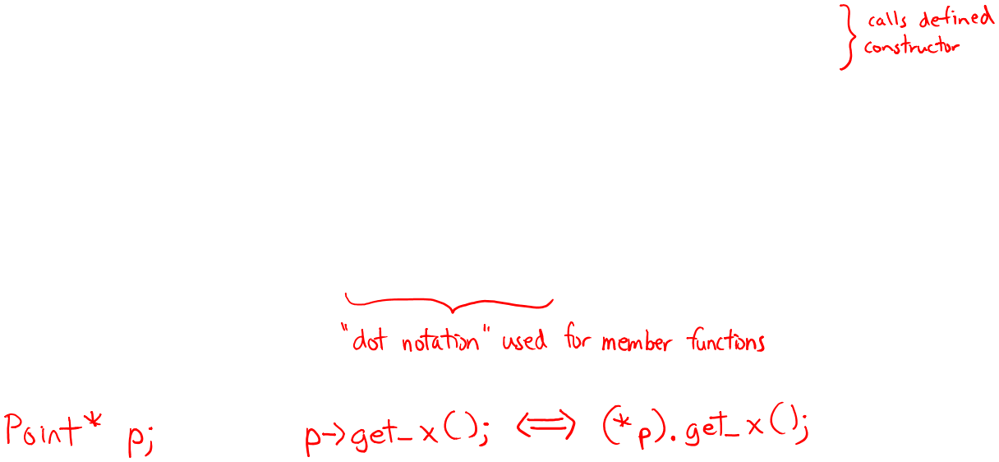 calls defined
constructor
"dot notation" used for member functions
Point* p; p->get_x(); <=> (*p).get_x();